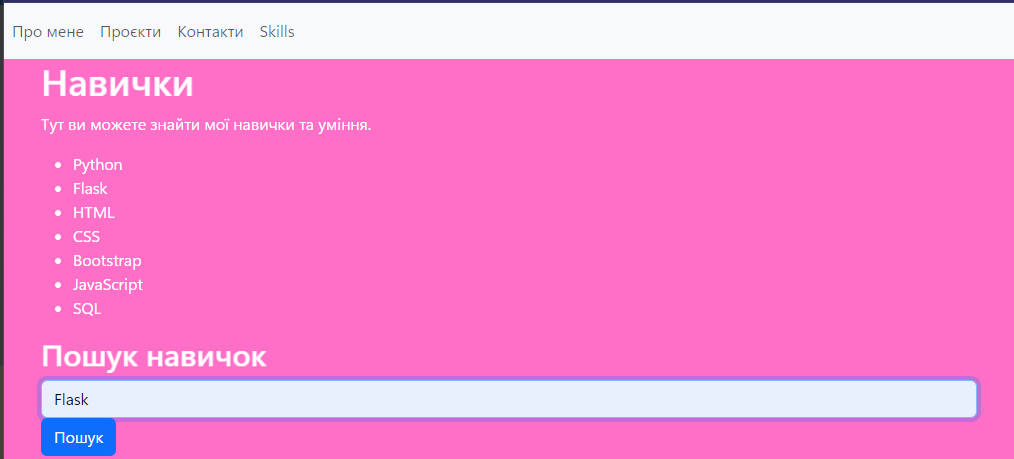 Про мене Проєкти Контакти Skills
Навички
Тут ви можете знайти мої навички та уміння.
Python
Flask
HTML
CSS
Bootstrap
JavaScript
SQL
Пошук навичок
Flask
Пошук